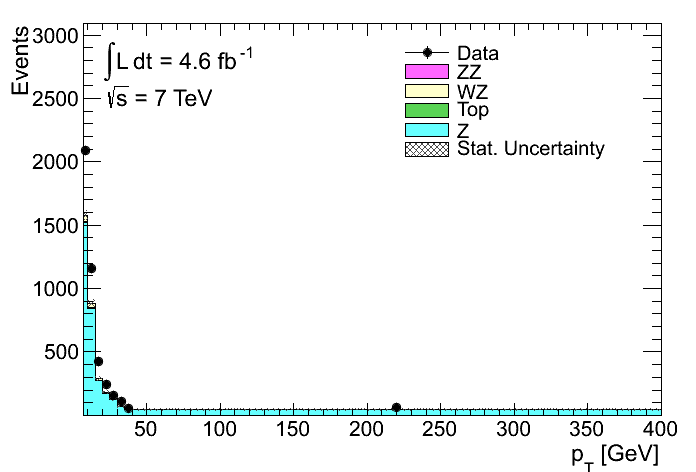 Events
3000
2500
2000
1500
1000
500
∫L dt = 4.6 fb⁻¹
√s = 7 TeV
Data
ZZ
WZ
Top
Z
Stat. Uncertainty
50 100 150 200 250 300 350 400
p_T [GeV]